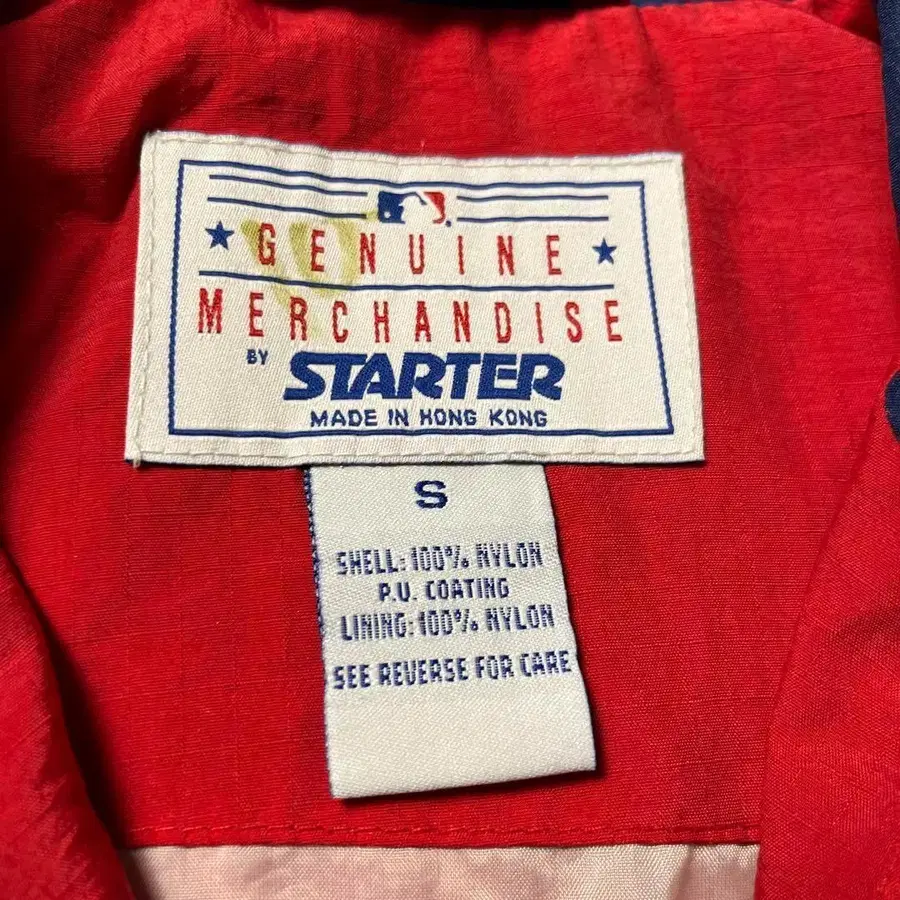 GENUINE
MERCHANDISE
BY STARTER
MADE IN HONG KONG
S
SHELL: 100% NYLON
P.U. COATING
LINING: 100% NYLON
SEE REVERSE FOR CARE